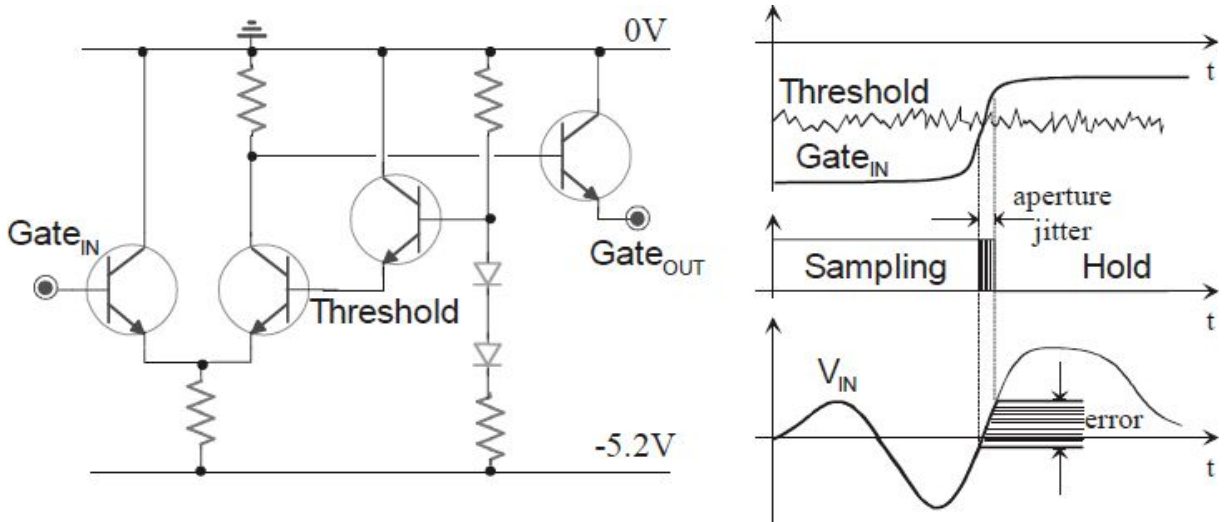 0V
Gate_IN
Threshold
Gate_OUT
-5.2V
t
Threshold
Gate_IN
aperture
jitter
Sampling
Hold
t
V_IN
error
t